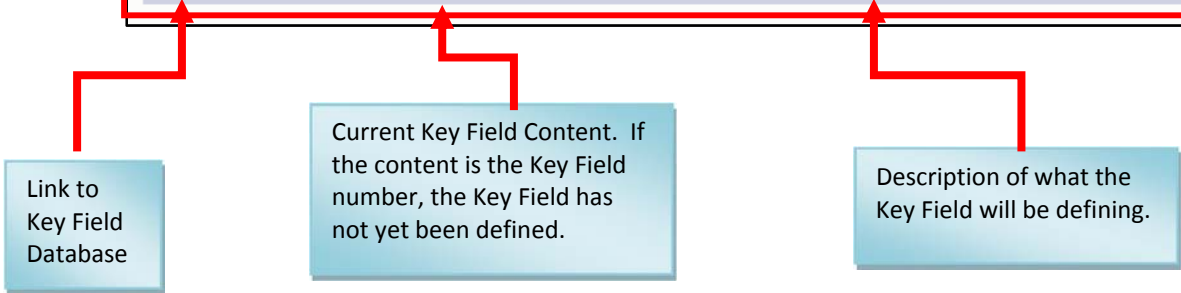 Link to
Key Field
Database
Current Key Field Content.  If
the content is the Key Field
number, the Key Field has
not yet been defined.
Description of what the
Key Field will be defining.